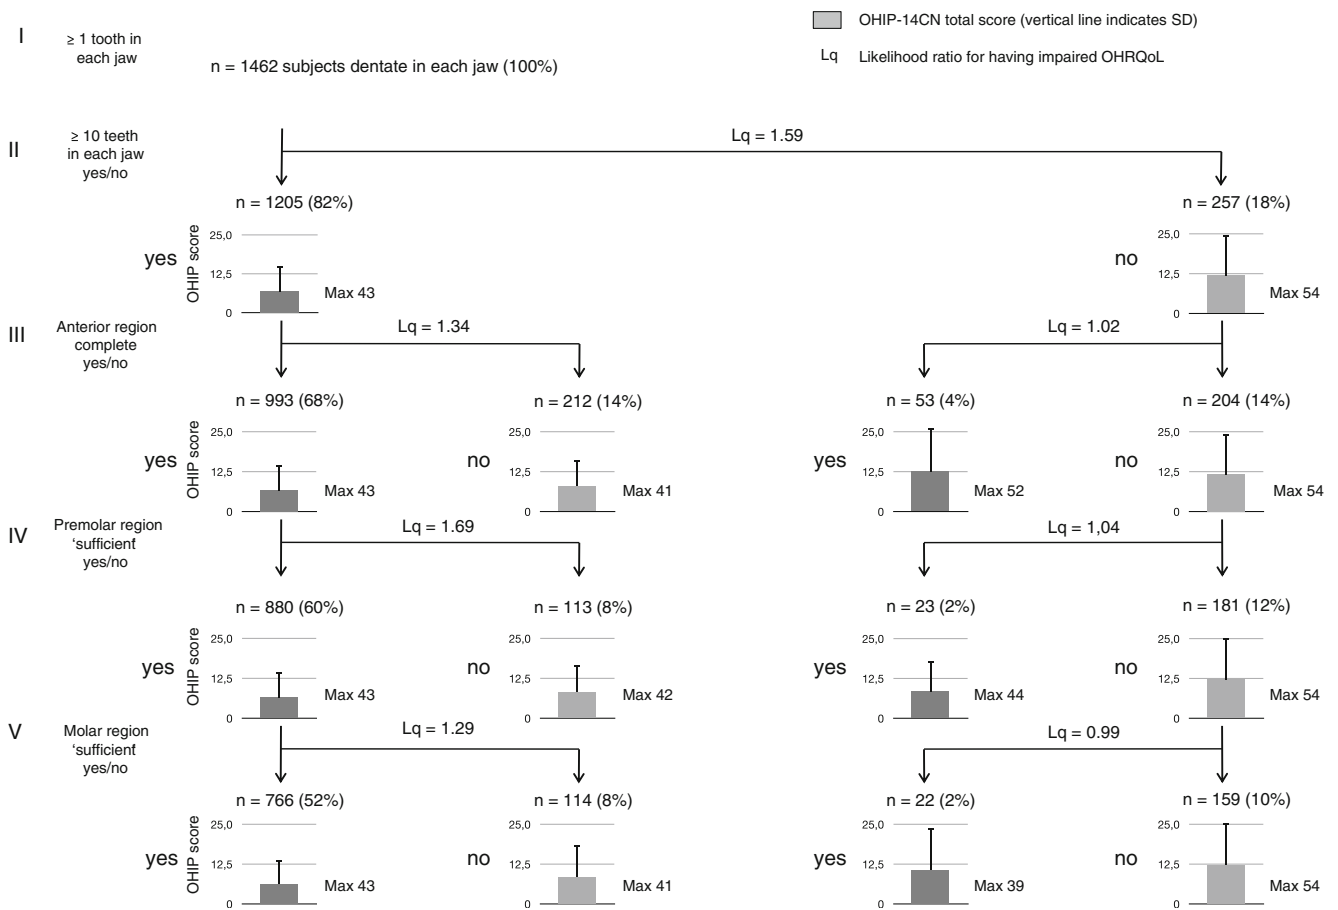 OHIP-14CN total score (vertical line indicates SD)
Lq Likelihood ratio for having impaired OHRQoL
I
≥ 1 tooth in
each jaw
n = 1462 subjects dentate in each jaw (100%)
II
≥ 10 teeth
in each jaw
yes/no
Lq = 1.59
n = 1205 (82%)
n = 257 (18%)
yes
OHIP score
25,0
12,5
0
Max 43
no
25,0
12,5
0
Max 54
III
Anterior region
complete
yes/no
Lq = 1.34
Lq = 1.02
n = 993 (68%)
n = 212 (14%)
n = 53 (4%)
n = 204 (14%)
yes
OHIP score
25,0
12,5
0
Max 43
no
25,0
12,5
0
Max 41
yes
25,0
12,5
0
Max 52
no
25,0
12,5
0
Max 54
IV
Premolar region
‘sufficient’
yes/no
Lq = 1.69
Lq = 1,04
n = 880 (60%)
n = 113 (8%)
n = 23 (2%)
n = 181 (12%)
yes
OHIP score
25,0
12,5
0
Max 43
no
25,0
12,5
0
Max 42
yes
25,0
12,5
0
Max 44
no
25,0
12,5
0
Max 54
V
Molar region
‘sufficient’
yes/no
Lq = 1.29
Lq = 0.99
n = 766 (52%)
n = 114 (8%)
n = 22 (2%)
n = 159 (10%)
yes
OHIP score
25,0
12,5
0
Max 43
no
25,0
12,5
0
Max 41
yes
25,0
12,5
0
Max 39
no
25,0
12,5
0
Max 54